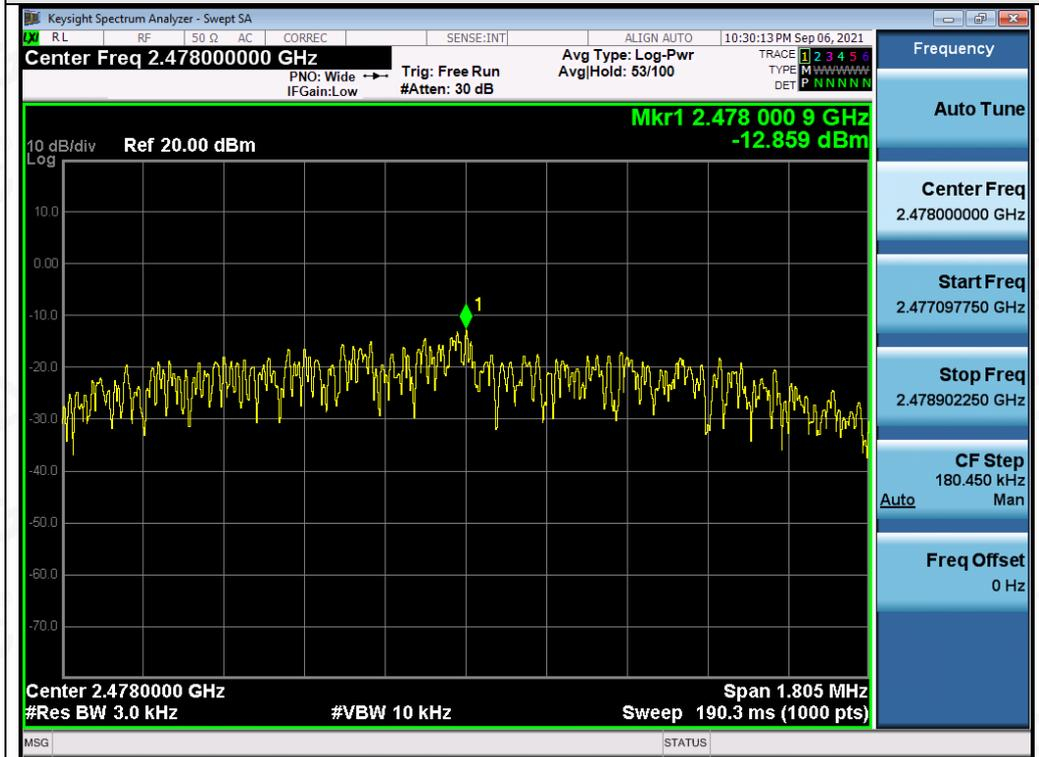 Keysight Spectrum Analyzer - Swept SA
LXI RL RF 50 Ω AC CORREC SENSE:INT ALIGN AUTO 10:30:13 PM Sep 06, 2021
Center Freq 2.478000000 GHz
PNO: Wide
IFGain:Low
Trig: Free Run
#Atten: 30 dB
Avg Type: Log-Pwr
Avg|Hold: 53/100
TRACE 1 2 3 4 5 6
TYPE M WWWWW
DET P N N N N N
Mkr1 2.478 000 9 GHz
-12.859 dBm
10 dB/div Ref 20.00 dBm
Log
10.0
0.00
-10.0
-20.0
-30.0
-40.0
-50.0
-60.0
-70.0
1
Center 2.4780000 GHz Span 1.805 MHz
#Res BW 3.0 kHz #VBW 10 kHz Sweep 190.3 ms (1000 pts)
MSG STATUS
Frequency
Auto Tune
Center Freq
2.478000000 GHz
Start Freq
2.477097750 GHz
Stop Freq
2.478902250 GHz
CF Step
180.450 kHz
Auto Man
Freq Offset
0 Hz